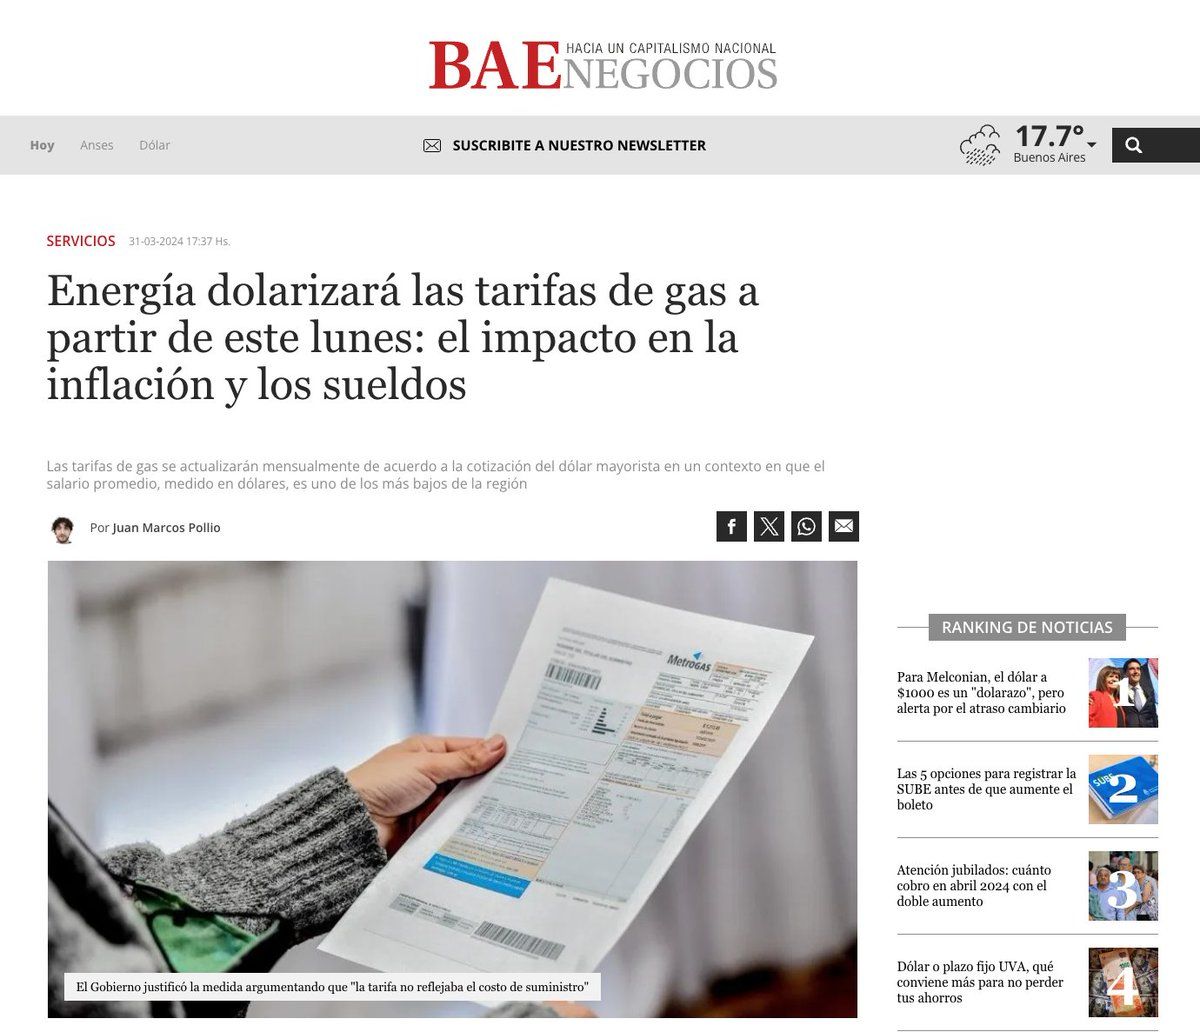 BAE HACIA UN CAPITALISMO NACIONAL
NEGOCIOS
Hoy Anses Dólar
SUSCRIBITE A NUESTRO NEWSLETTER
17.7°
Buenos Aires
SERVICIOS 31-03-2024 17:37 Hs.
Energía dolarizará las tarifas de gas a
partir de este lunes: el impacto en la
inflación y los sueldos
Las tarifas de gas se actualizarán mensualmente de acuerdo a la cotización del dólar mayorista en un contexto en que el
salario promedio, medido en dólares, es uno de los más bajos de la región
Por Juan Marcos Pollio
MetroGAS
El Gobierno justificó la medida argumentando que "la tarifa no reflejaba el costo de suministro"
RANKING DE NOTICIAS
Para Melconian, el dólar a
$1000 es un "dolarazo", pero
alerta por el atraso cambiario
1
Las 5 opciones para registrar la
SUBE antes de que aumente el
boleto
SUBE
2
Atención jubilados: cuánto
cobro en abril 2024 con el
doble aumento
3
Dólar o plazo fijo UVA, qué
conviene más para no perder
tus ahorros
4